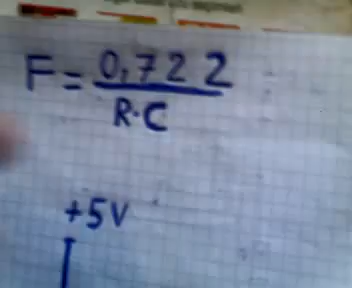 F = 0,722
R·C
+5V